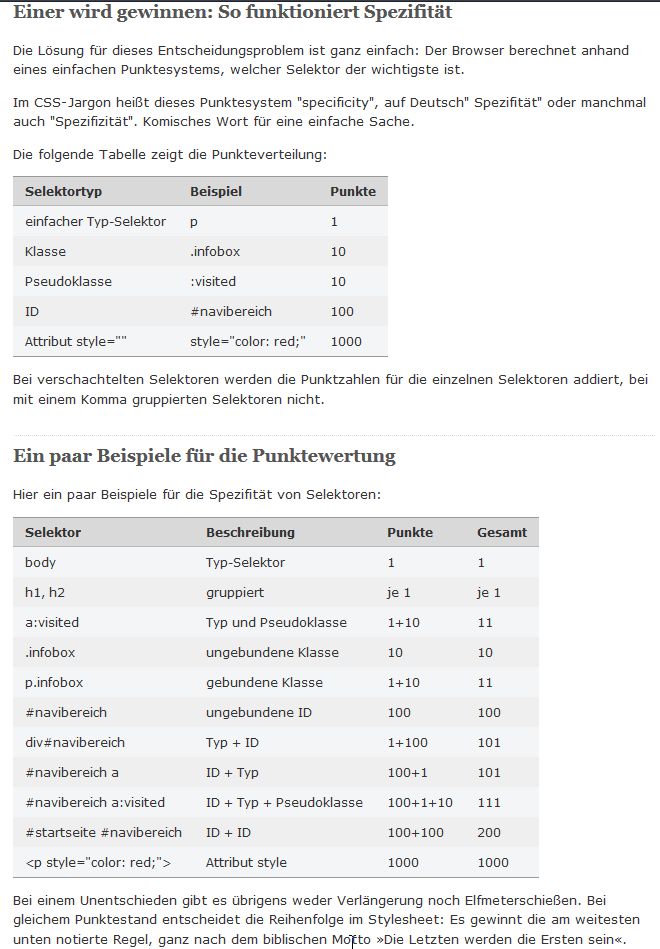 Einer wird gewinnen: So funktioniert Spezifität
Die Lösung für dieses Entscheidungsproblem ist ganz einfach: Der Browser berechnet anhand
eines einfachen Punktesystems, welcher Selektor der wichtigste ist.
Im CSS-Jargon heißt dieses Punktesystem "specificity", auf Deutsch" Spezifität" oder manchmal
auch "Spezifizität". Komisches Wort für eine einfache Sache.
Die folgende Tabelle zeigt die Punkteverteilung:
Selektortyp Beispiel Punkte
einfacher Typ-Selektor p 1
Klasse .infobox 10
Pseudoklasse :visited 10
ID #navibereich 100
Attribut style="" style="color: red;" 1000
Bei verschachtelten Selektoren werden die Punktzahlen für die einzelnen Selektoren addiert, bei
mit einem Komma gruppierten Selektoren nicht.
Ein paar Beispiele für die Punktewertung
Hier ein paar Beispiele für die Spezifität von Selektoren:
Selektor Beschreibung Punkte Gesamt
body Typ-Selektor 1 1
h1, h2 gruppiert je 1 je 1
a:visited Typ und Pseudoklasse 1+10 11
.infobox ungebundene Klasse 10 10
p.infobox gebundene Klasse 1+10 11
#navibereich ungebundene ID 100 100
div#navibereich Typ + ID 1+100 101
#navibereich a ID + Typ 100+1 101
#navibereich a:visited ID + Typ + Pseudoklasse 100+1+10 111
#startseite #navibereich ID + ID 100+100 200
<p style="color: red;"> Attribut style 1000 1000
Bei einem Unentschieden gibt es übrigens weder Verlängerung noch Elfmeterschießen. Bei
gleichem Punktestand entscheidet die Reihenfolge im Stylesheet: Es gewinnt die am weitesten
unten notierte Regel, ganz nach dem biblischen Motto »Die Letzten werden die Ersten sein«.